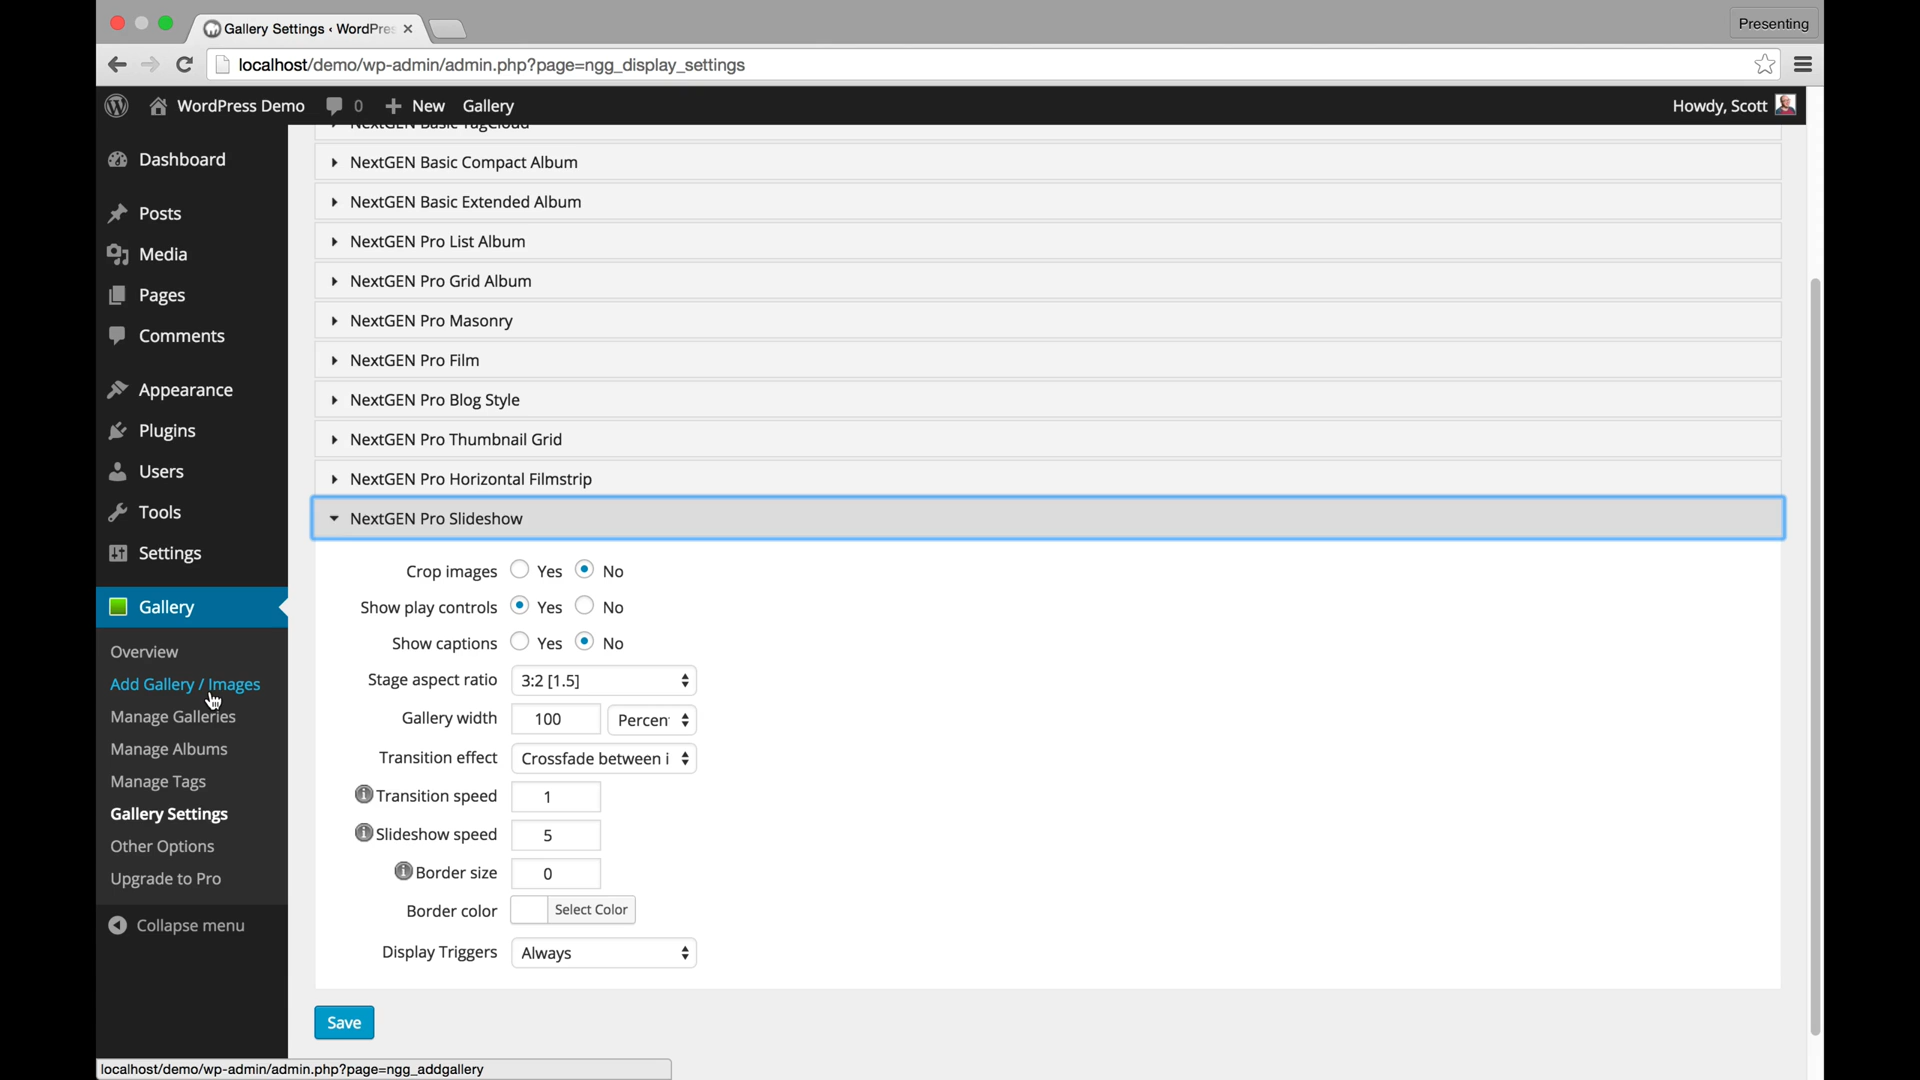 Gallery Settings ‹ WordPres
Presenting
localhost/demo/wp-admin/admin.php?page=ngg_display_settings
WordPress Demo
0
New
Gallery
Howdy, Scott
Dashboard
Posts
Media
Pages
Comments
Appearance
Plugins
Users
Tools
Settings
Gallery
Overview
Add Gallery / Images
Manage Galleries
Manage Albums
Manage Tags
Gallery Settings
Other Options
Upgrade to Pro
Collapse menu
NextGEN Basic TagCloud
NextGEN Basic Compact Album
NextGEN Basic Extended Album
NextGEN Pro List Album
NextGEN Pro Grid Album
NextGEN Pro Masonry
NextGEN Pro Film
NextGEN Pro Blog Style
NextGEN Pro Thumbnail Grid
NextGEN Pro Horizontal Filmstrip
NextGEN Pro Slideshow
Crop images Yes No
Show play controls Yes No
Show captions Yes No
Stage aspect ratio 3:2 [1.5]
Gallery width 100 Percen
Transition effect Crossfade between i
Transition speed 1
Slideshow speed 5
Border size 0
Border color Select Color
Display Triggers Always
Save
localhost/demo/wp-admin/admin.php?page=ngg_addgallery